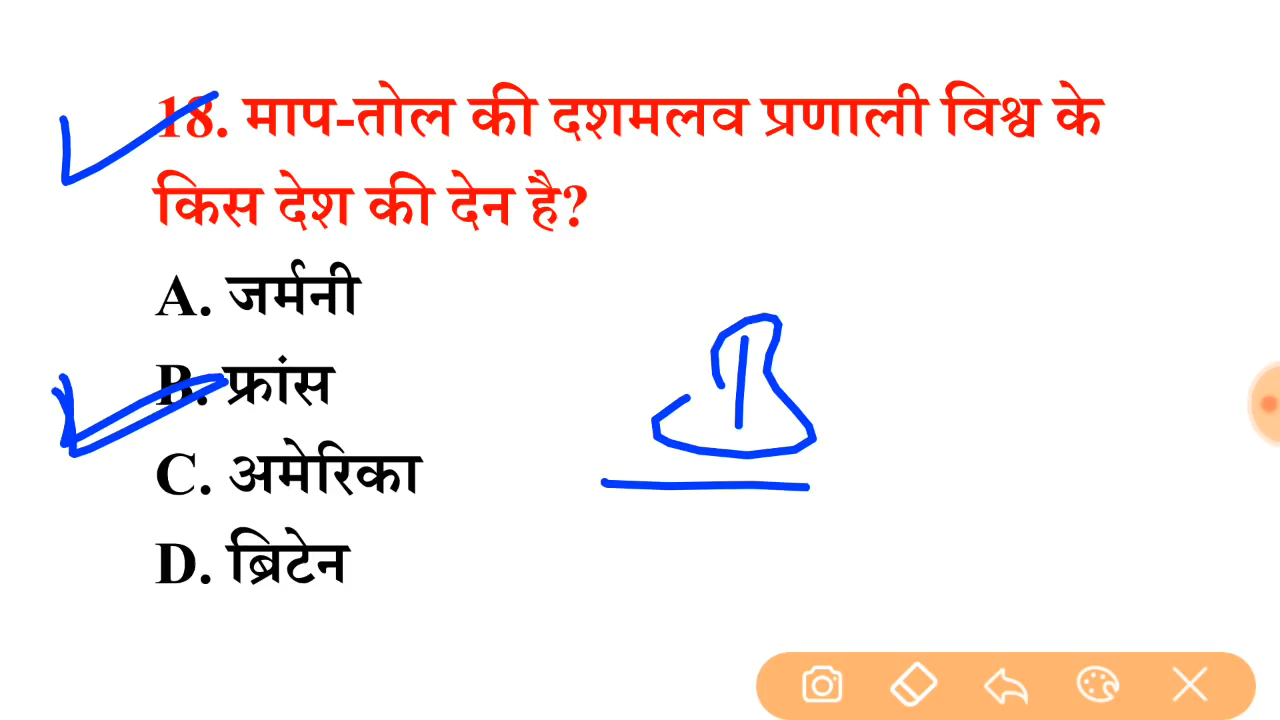 18. माप-तोल की दशमलव प्रणाली विश्व के
किस देश की देन है?
A. जर्मनी
B. फ्रांस
C. अमेरिका
D. ब्रिटेन